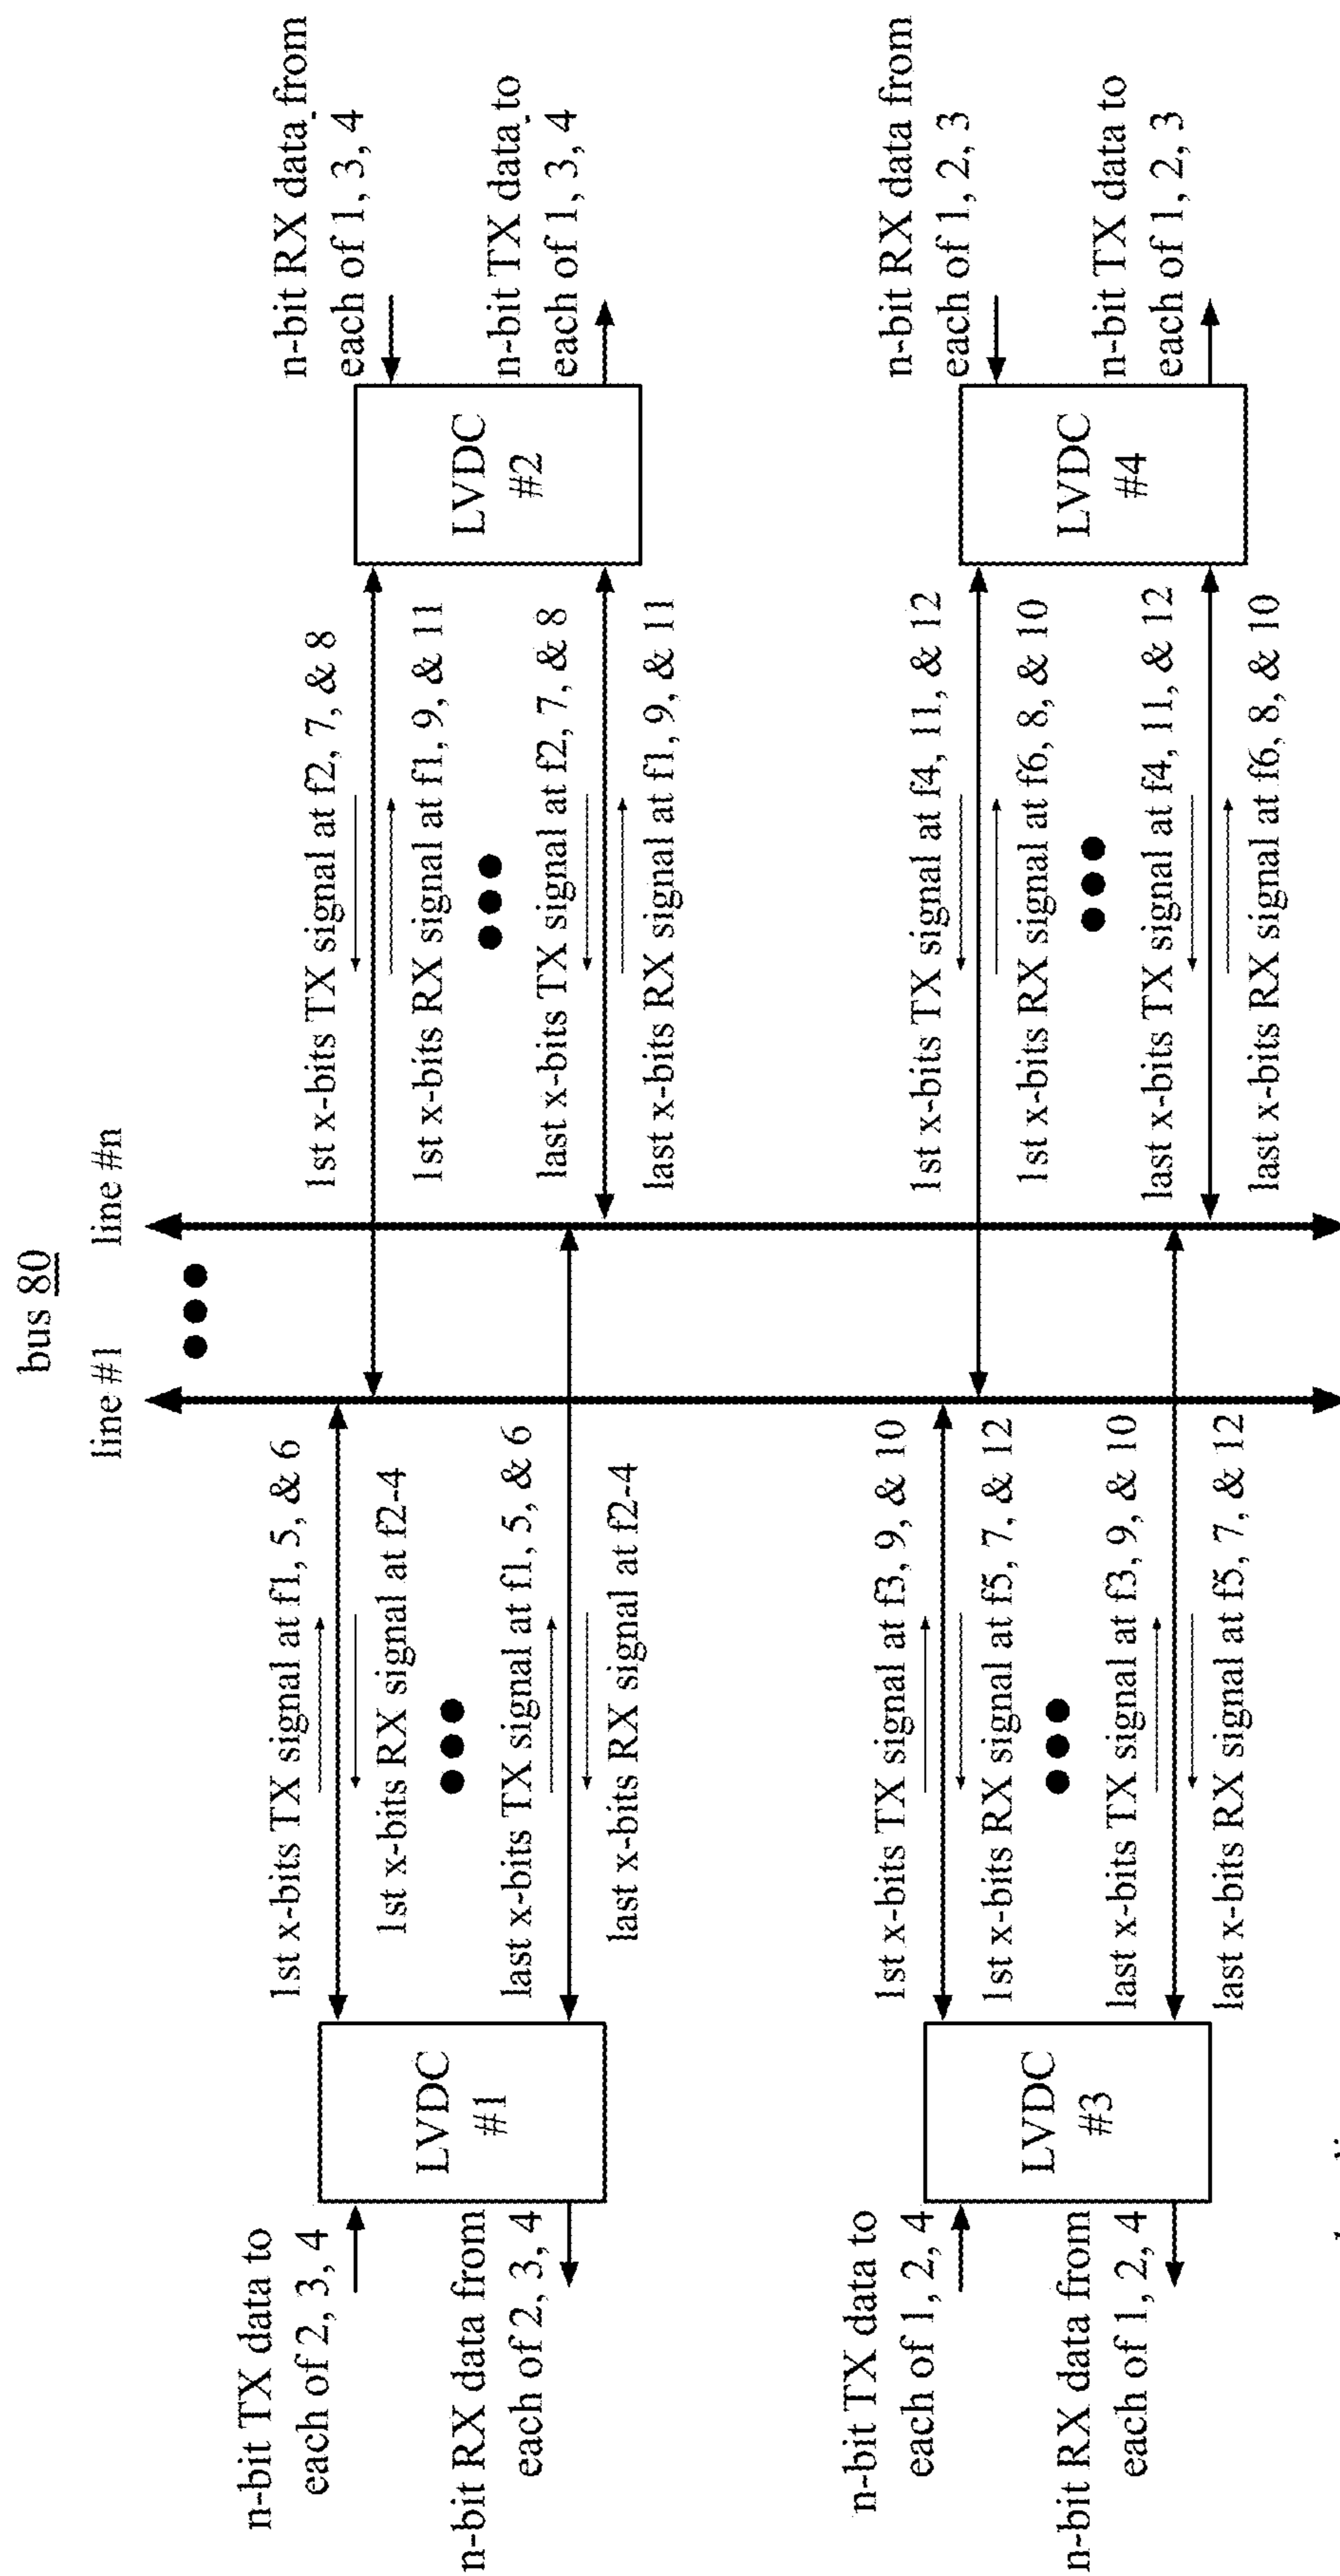 bus 80
line #1
line #n
n-bit TX data to
each of 2, 3, 4
n-bit RX data from
each of 2, 3, 4
LVDC
#1
1st x-bits TX signal at f1, 5, & 6
1st x-bits RX signal at f2-4
last x-bits TX signal at f1, 5, & 6
last x-bits RX signal at f2-4
1st x-bits TX signal at f2, 7, & 8
1st x-bits RX signal at f1, 9, & 11
last x-bits TX signal at f2, 7, & 8
last x-bits RX signal at f1, 9, & 11
LVDC
#2
n-bit RX data from
each of 1, 3, 4
n-bit TX data to
each of 1, 3, 4
n-bit TX data to
each of 1, 2, 4
n-bit RX data from
each of 1, 2, 4
LVDC
#3
1st x-bits TX signal at f3, 9, & 10
1st x-bits RX signal at f5, 7, & 12
last x-bits TX signal at f3, 9, & 10
last x-bits RX signal at f5, 7, & 12
1st x-bits TX signal at f4, 11, & 12
1st x-bits RX signal at f6, 8, & 10
last x-bits TX signal at f4, 11, & 12
last x-bits RX signal at f6, 8, & 10
LVDC
#4
n-bit RX data from
each of 1, 2, 3
n-bit TX data to
each of 1, 2, 3